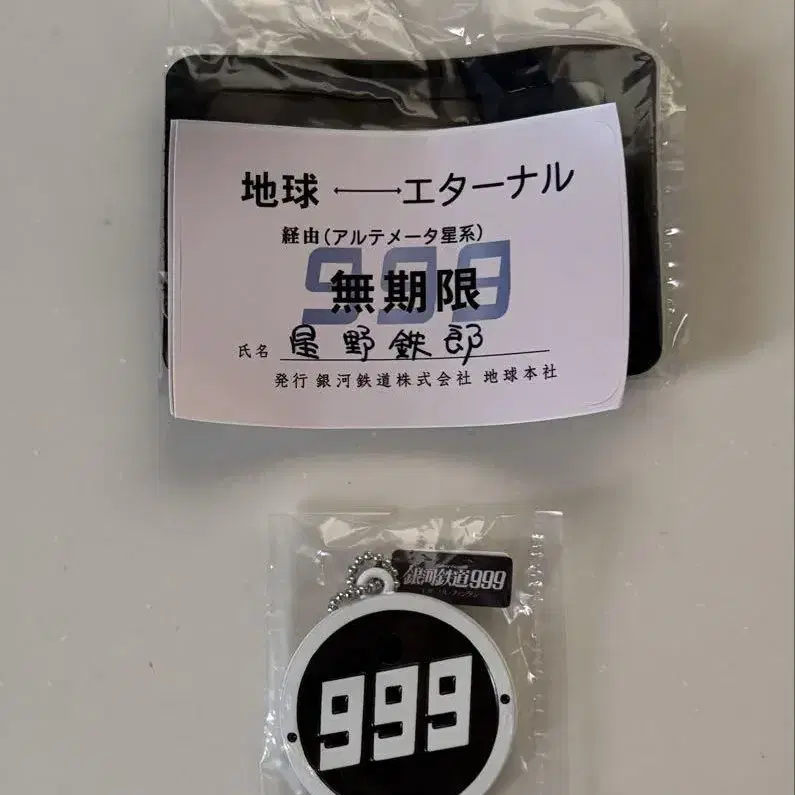 地球 ←→ エターナル
経由(アルテメータ星系)
999
無期限
氏名 星野鉄郎
発行 銀河鉄道株式会社 地球本社
銀河鉄道999
999